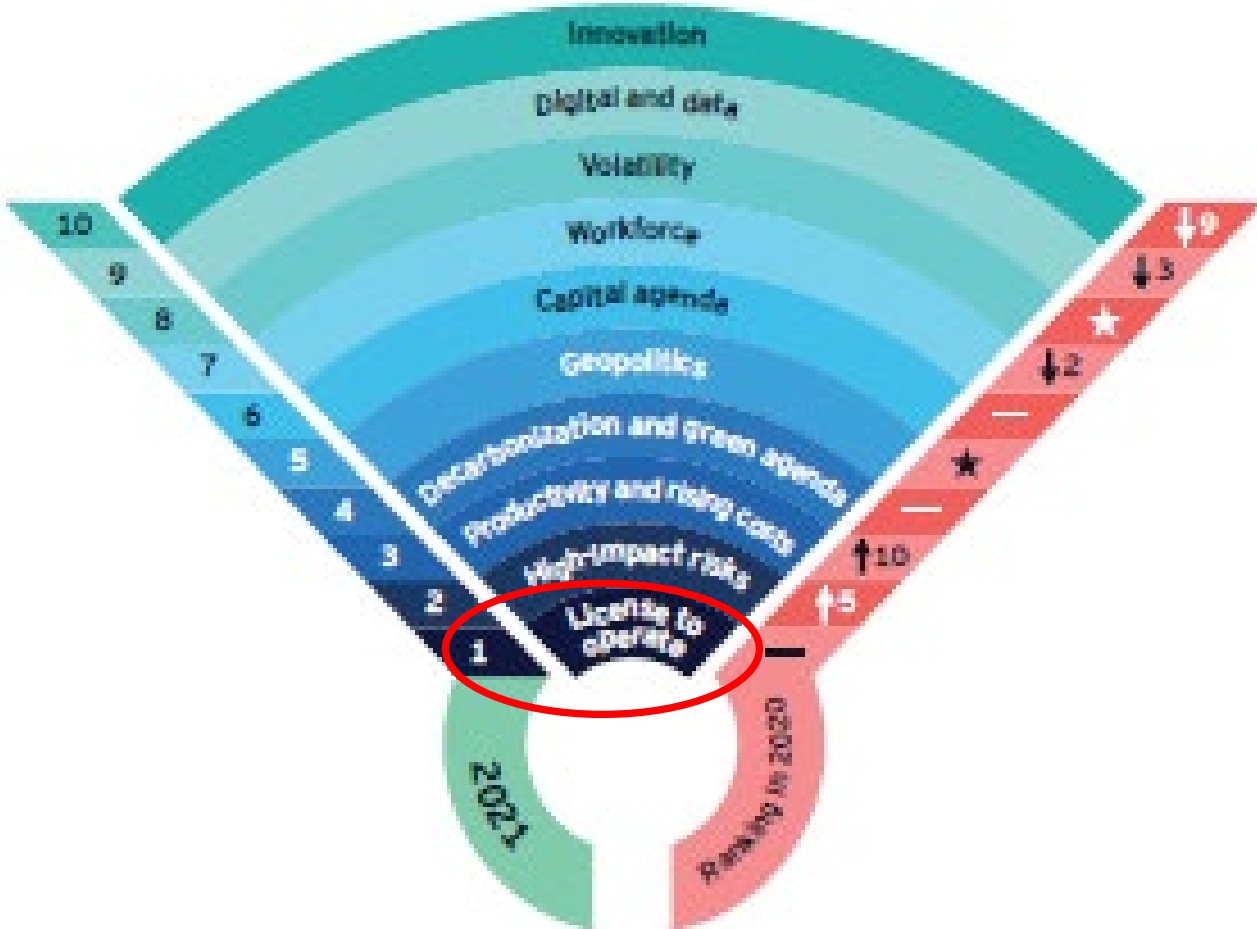 Innovation
Digital and data
Volatility
Workforce
Capital agenda
Geopolitics
Decarbonization and green agenda
Productivity and rising costs
High-impact risks
License to
operate
10
9
8
7
6
5
4
3
2
1
2021
↓9
↓3
★
↓2
—
★
—
↑10
↑5
—
Ranking in 2020